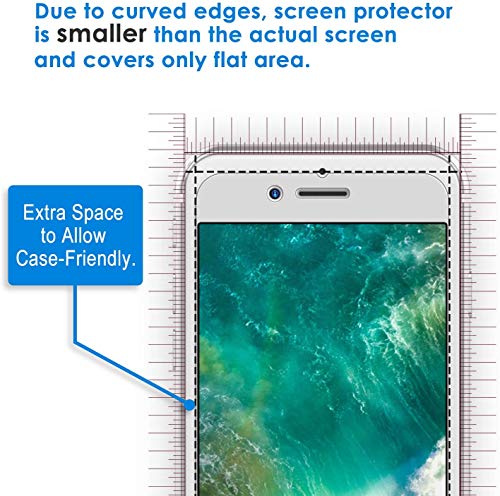 Due to curved edges, screen protector
is smaller than the actual screen
and covers only flat area.
Extra Space
to Allow
Case-Friendly.